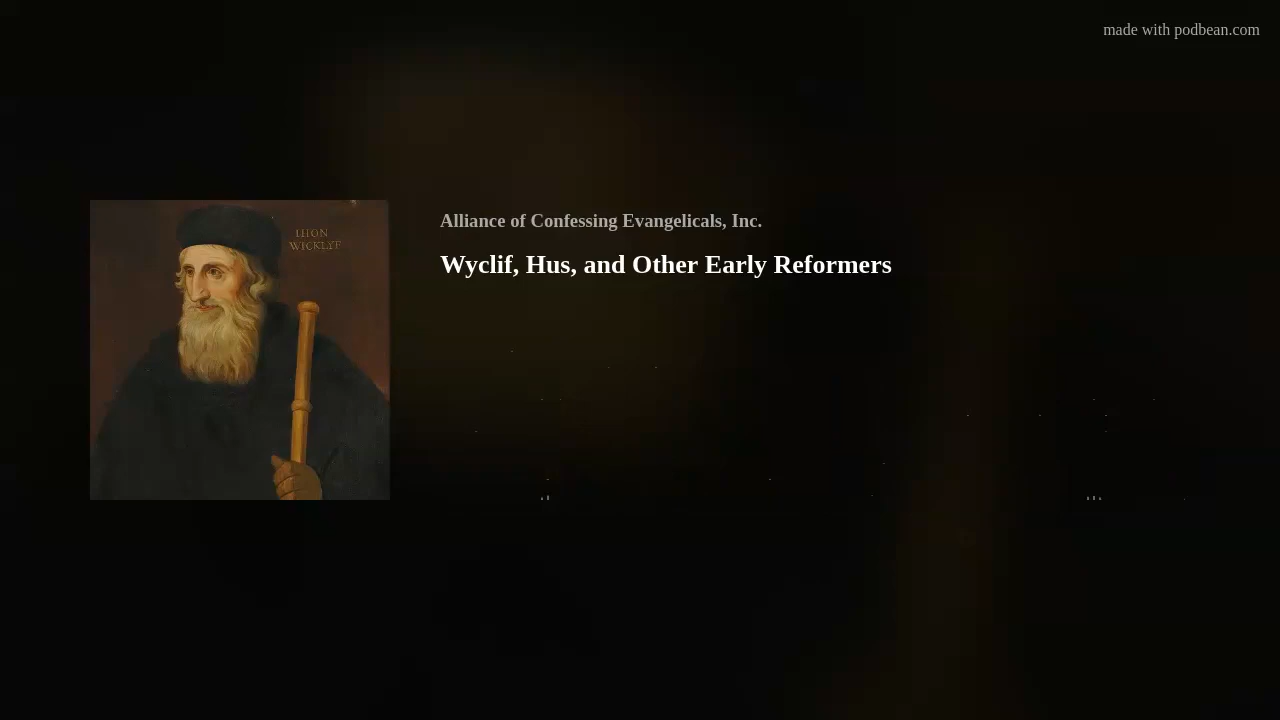 made with podbean.com
IHON
WICKLYF
Alliance of Confessing Evangelicals, Inc.
Wyclif, Hus, and Other Early Reformers